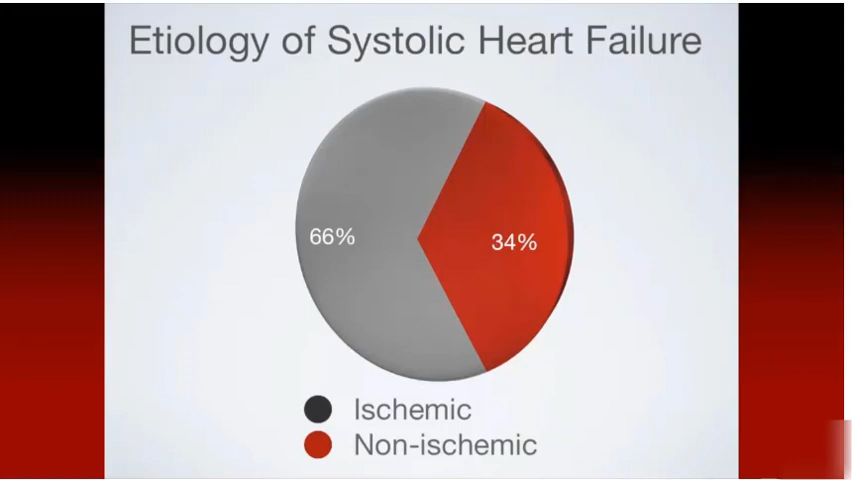 Etiology of Systolic Heart Failure
66%
34%
Ischemic
Non-ischemic